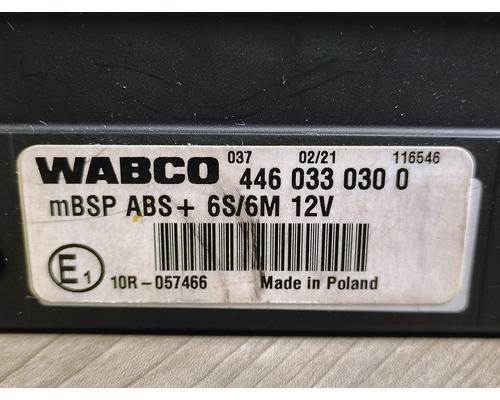 037 02/21 116546
WABCO 446 033 030 0
mBSP ABS+ 6S/6M 12V
E1
10R-057466 Made in Poland